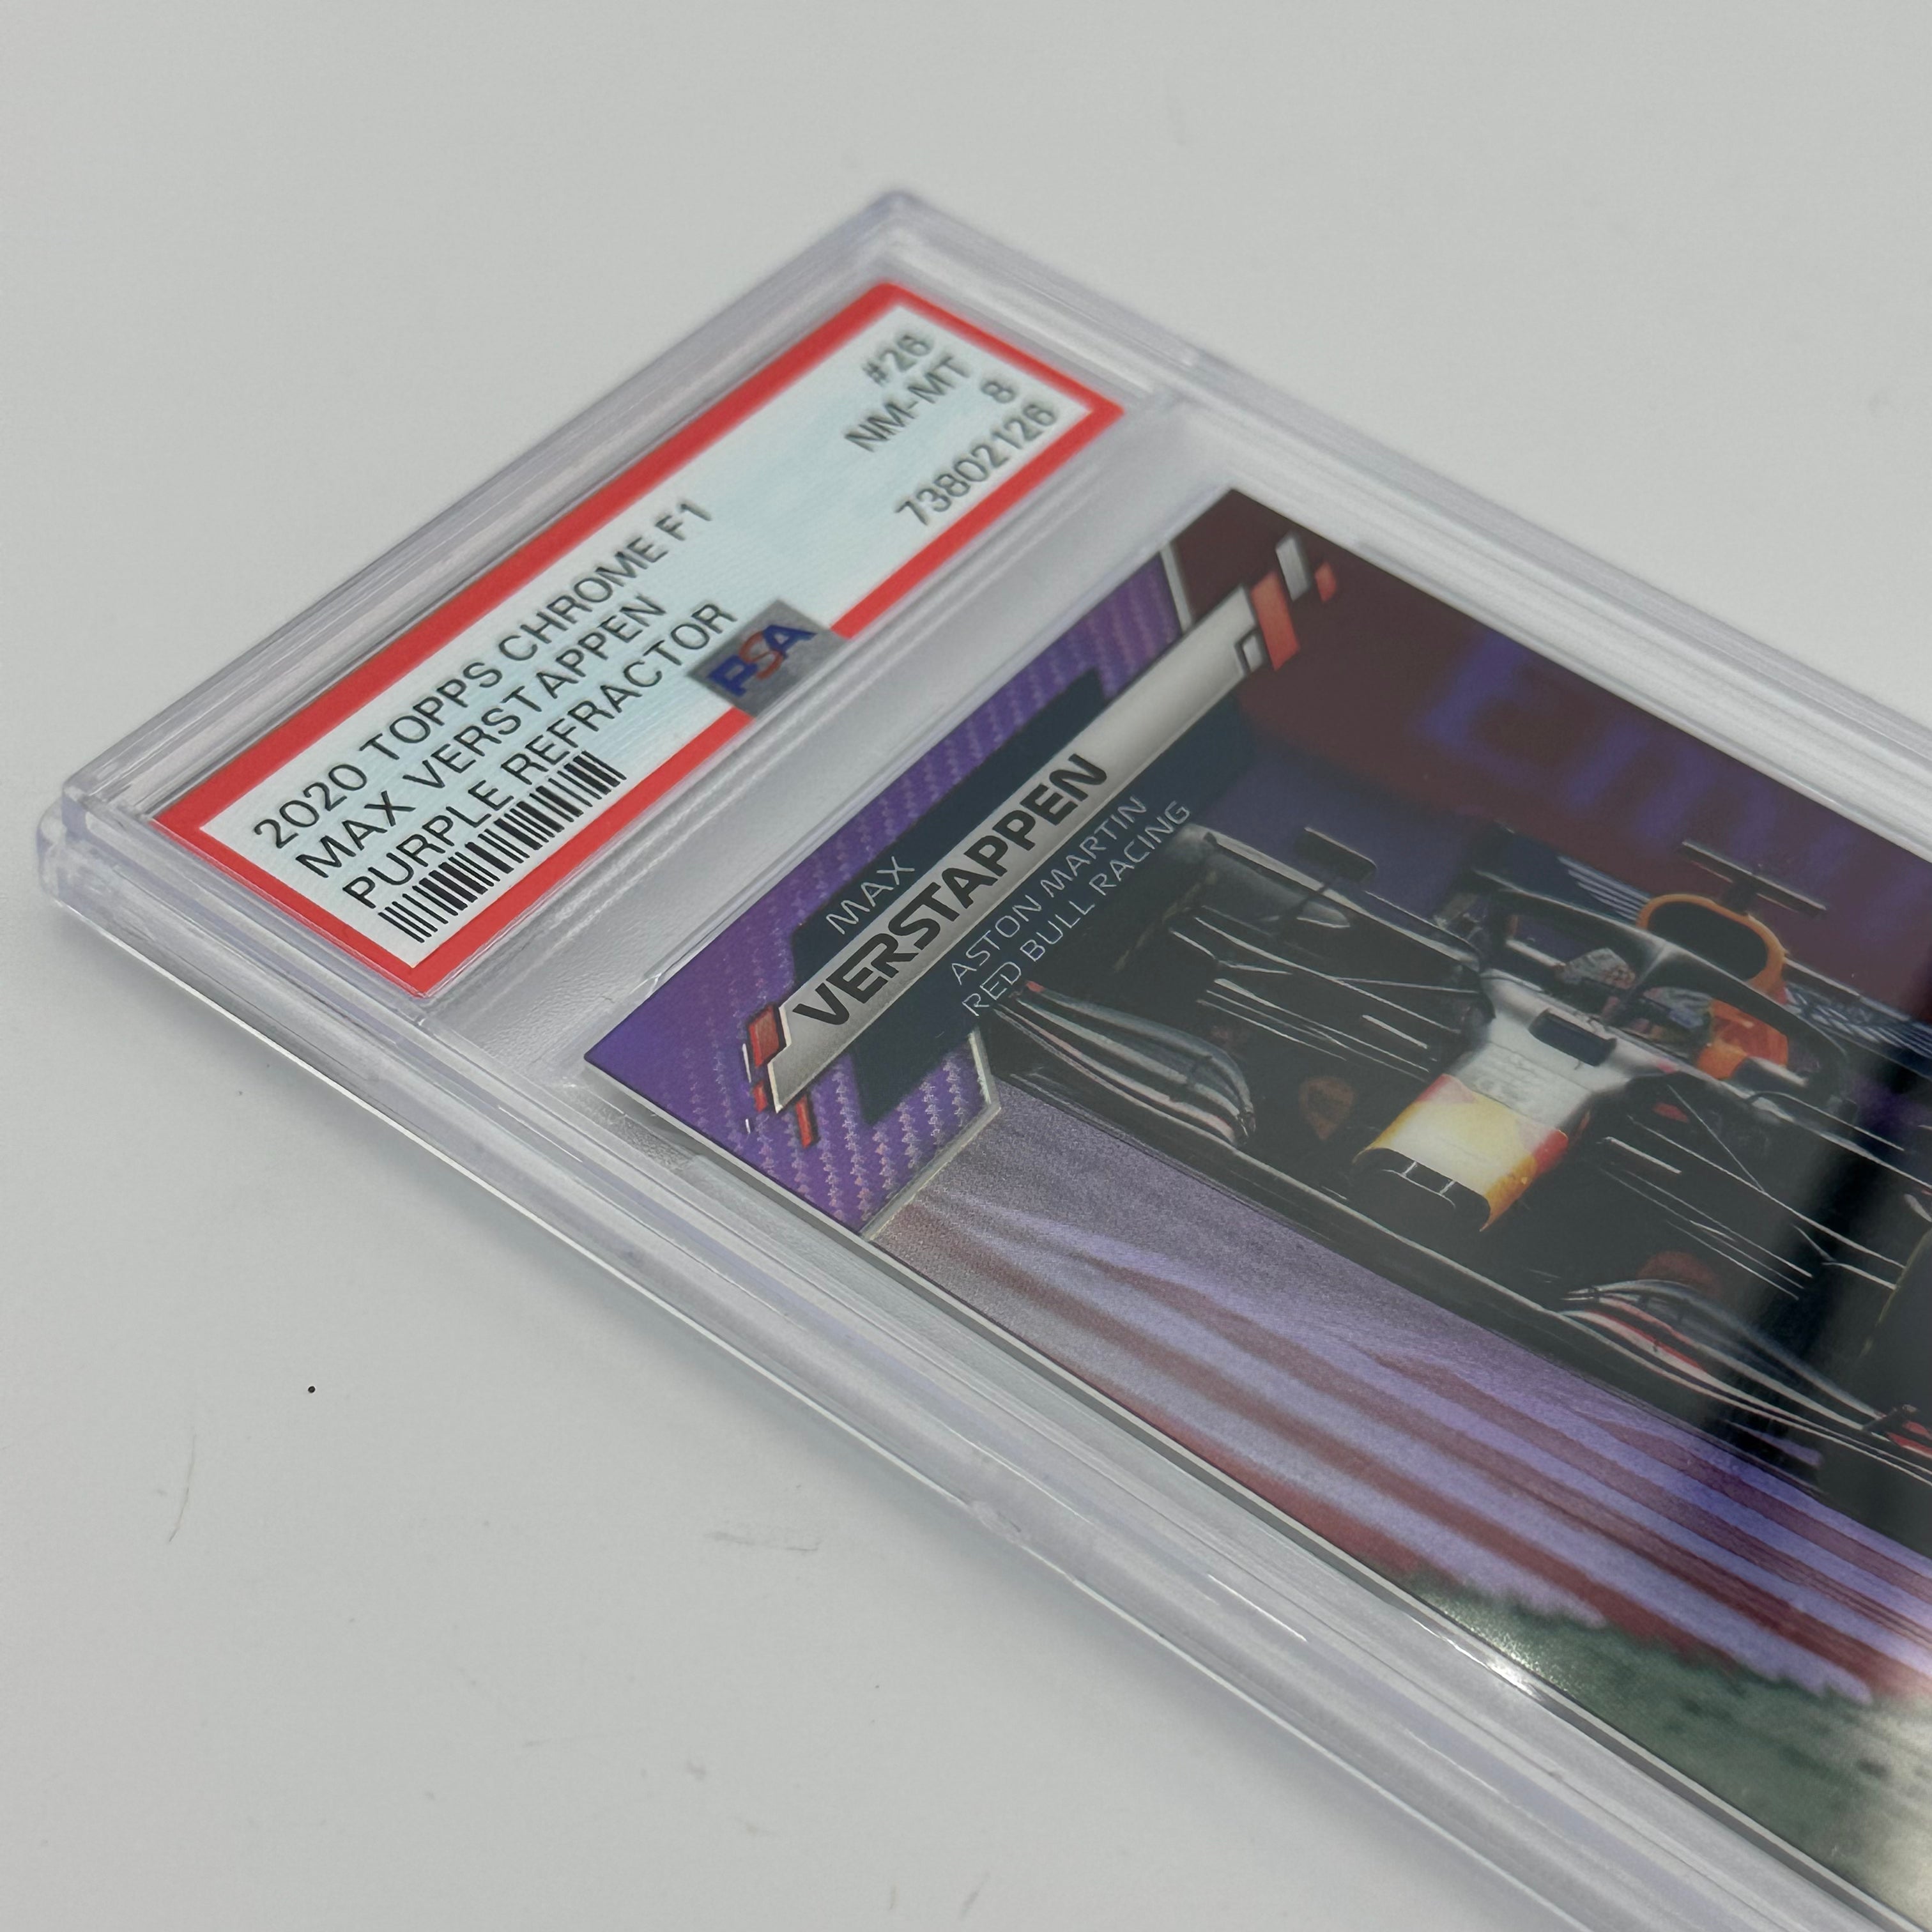 2020 TOPPS CHROME F1
MAX VERSTAPPEN
PURPLE REFRACTOR
#26
NM-MT
8
73802126
PSA
MAX
VERSTAPPEN
ASTON MARTIN
RED BULL RACING